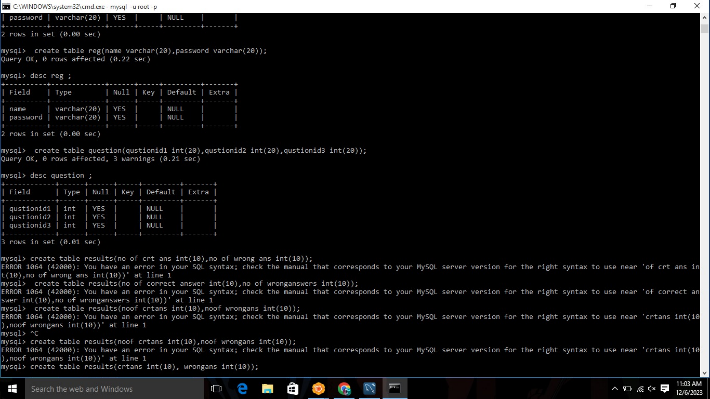 C:\WINDOWS\system32\cmd.exe - mysql -u root -p
| password | varchar(20) | YES | | NULL | |
+----------+-------------+------+-----+---------+-------+
2 rows in set (0.00 sec)
mysql> create table reg(name varchar(20),password varchar(20));
Query OK, 0 rows affected (0.22 sec)
mysql> desc reg ;
+----------+-------------+------+-----+---------+-------+
| Field | Type | Null | Key | Default | Extra |
+----------+-------------+------+-----+---------+-------+
| name | varchar(20) | YES | | NULL | |
| password | varchar(20) | YES | | NULL | |
+----------+-------------+------+-----+---------+-------+
2 rows in set (0.00 sec)
mysql> create table question(qustionid1 int(20),qustionid2 int(20),qustionid3 int(20));
Query OK, 0 rows affected, 3 warnings (0.21 sec)
mysql> desc question ;
+------------+------+------+-----+---------+-------+
| Field | Type | Null | Key | Default | Extra |
+------------+------+------+-----+---------+-------+
| qustionid1 | int | YES | | NULL | |
| qustionid2 | int | YES | | NULL | |
| qustionid3 | int | YES | | NULL | |
+------------+------+------+-----+---------+-------+
3 rows in set (0.01 sec)
mysql> create table results(no of crt ans int(10),no of wrong ans int(10));
ERROR 1064 (42000): You have an error in your SQL syntax; check the manual that corresponds to your MySQL server version for the right syntax to use near 'of crt ans in
t(10),no of wrong ans int(10))' at line 1
mysql> create table results(no of correct answer int(10),no of wronganswers int(10));
ERROR 1064 (42000): You have an error in your SQL syntax; check the manual that corresponds to your MySQL server version for the right syntax to use near 'of correct an
swer int(10),no of wronganswers int(10))' at line 1
mysql> create table results(noof crtans int(10),noof wrongans int(10));
ERROR 1064 (42000): You have an error in your SQL syntax; check the manual that corresponds to your MySQL server version for the right syntax to use near 'crtans int(10
),noof wrongans int(10))' at line 1
mysql> ^C
mysql> create table results(noof crtans int(10),noof wrongans int(10));
ERROR 1064 (42000): You have an error in your SQL syntax; check the manual that corresponds to your MySQL server version for the right syntax to use near 'crtans int(10
),noof wrongans int(10))' at line 1
mysql> create table results(crtans int(10), wrongans int(10));
Search the web and Windows
11:03 AM
12/6/2023